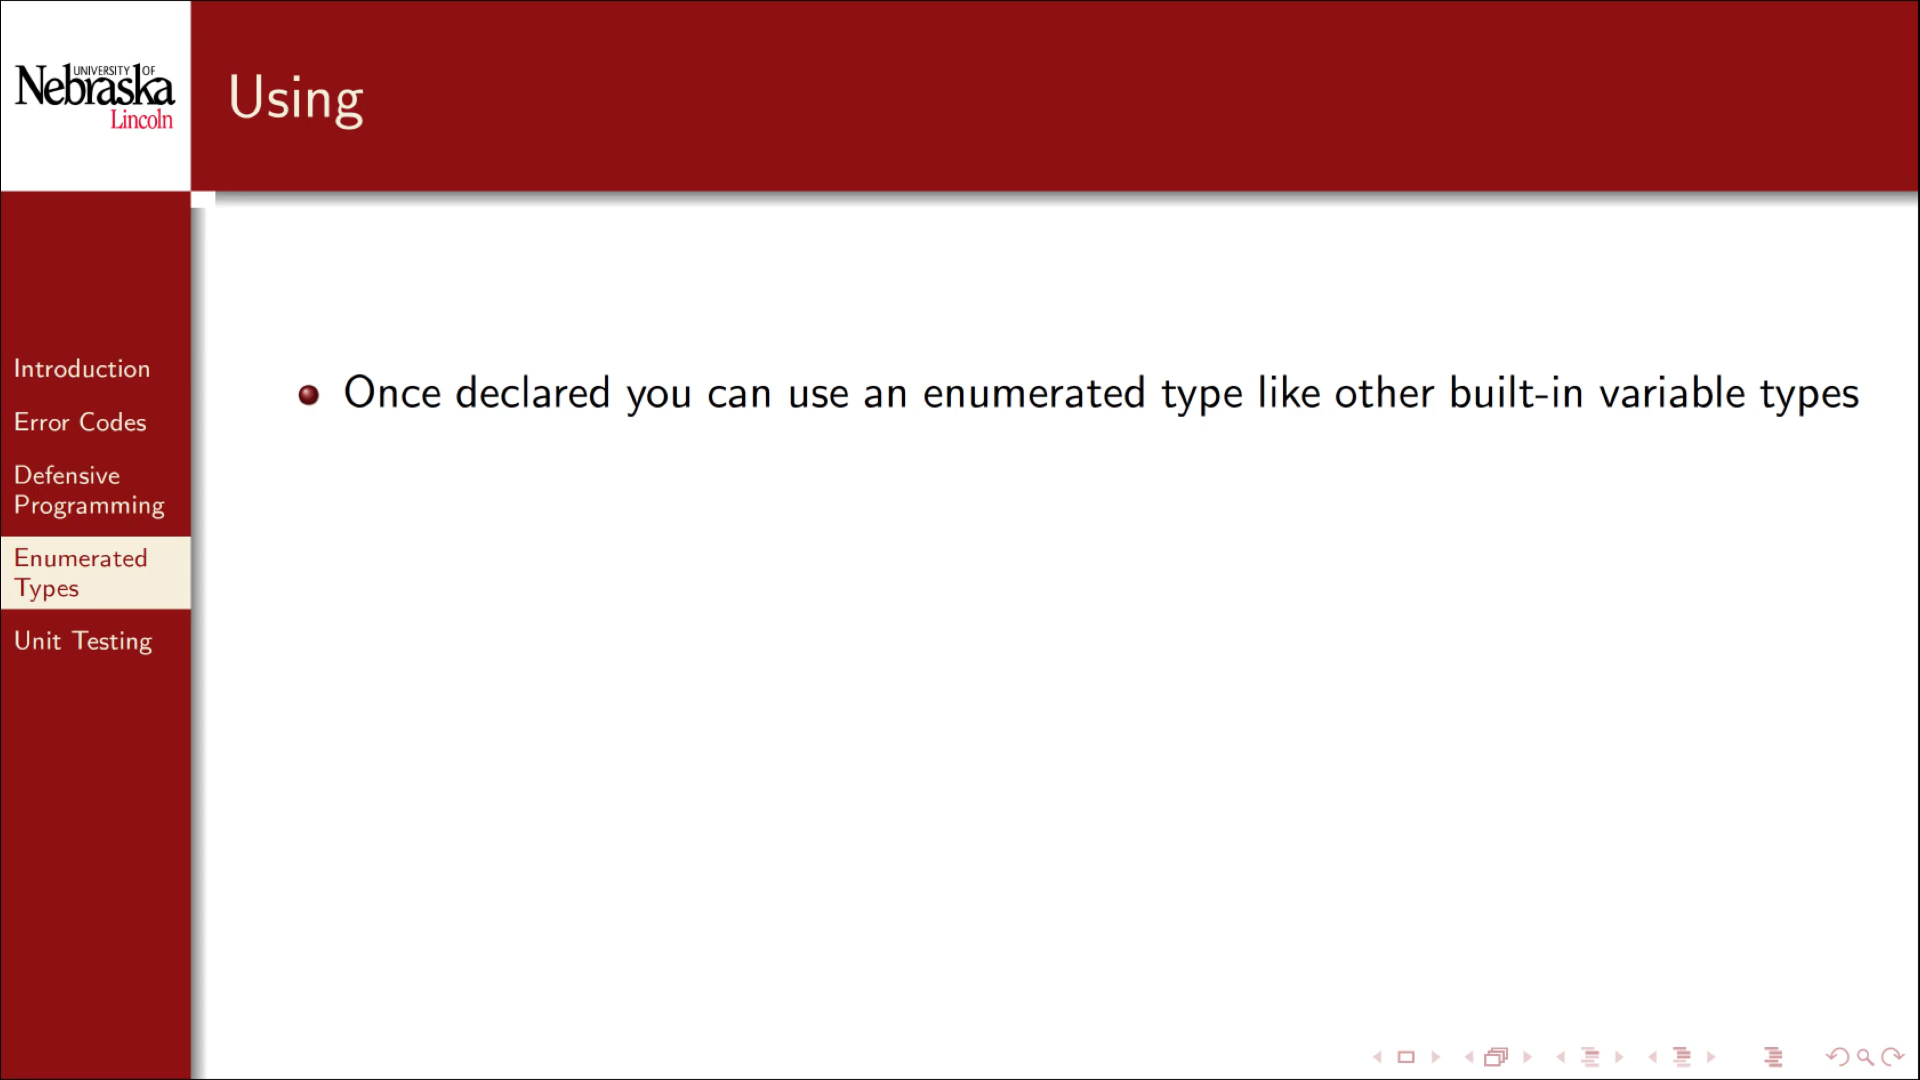 UNIVERSITY OF
Nebraska
Lincoln
Using
Introduction
Error Codes
Defensive
Programming
Enumerated
Types
Unit Testing
Once declared you can use an enumerated type like other built-in variable types